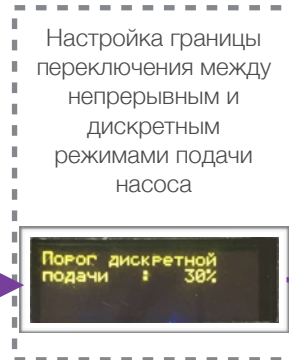 Настройка границы
переключения между
непрерывным и
дискретным
режимами подачи
насоса
Порог дискретной
подачи : 30%